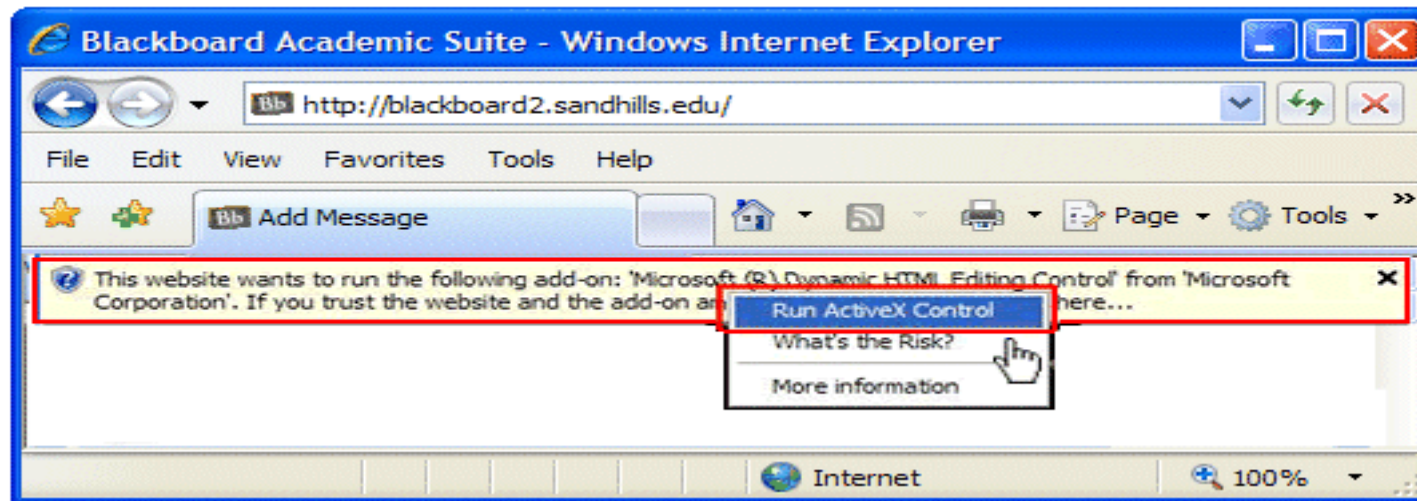 Blackboard Academic Suite - Windows Internet Explorer
Bb http://blackboard2.sandhills.edu/
File Edit View Favorites Tools Help
Bb Add Message Page Tools
This website wants to run the following add-on: 'Microsoft (R) Dynamic HTML Editing Control' from 'Microsoft
Corporation'. If you trust the website and the add-on an here...
Run ActiveX Control
What's the Risk?
More information
Internet 100%